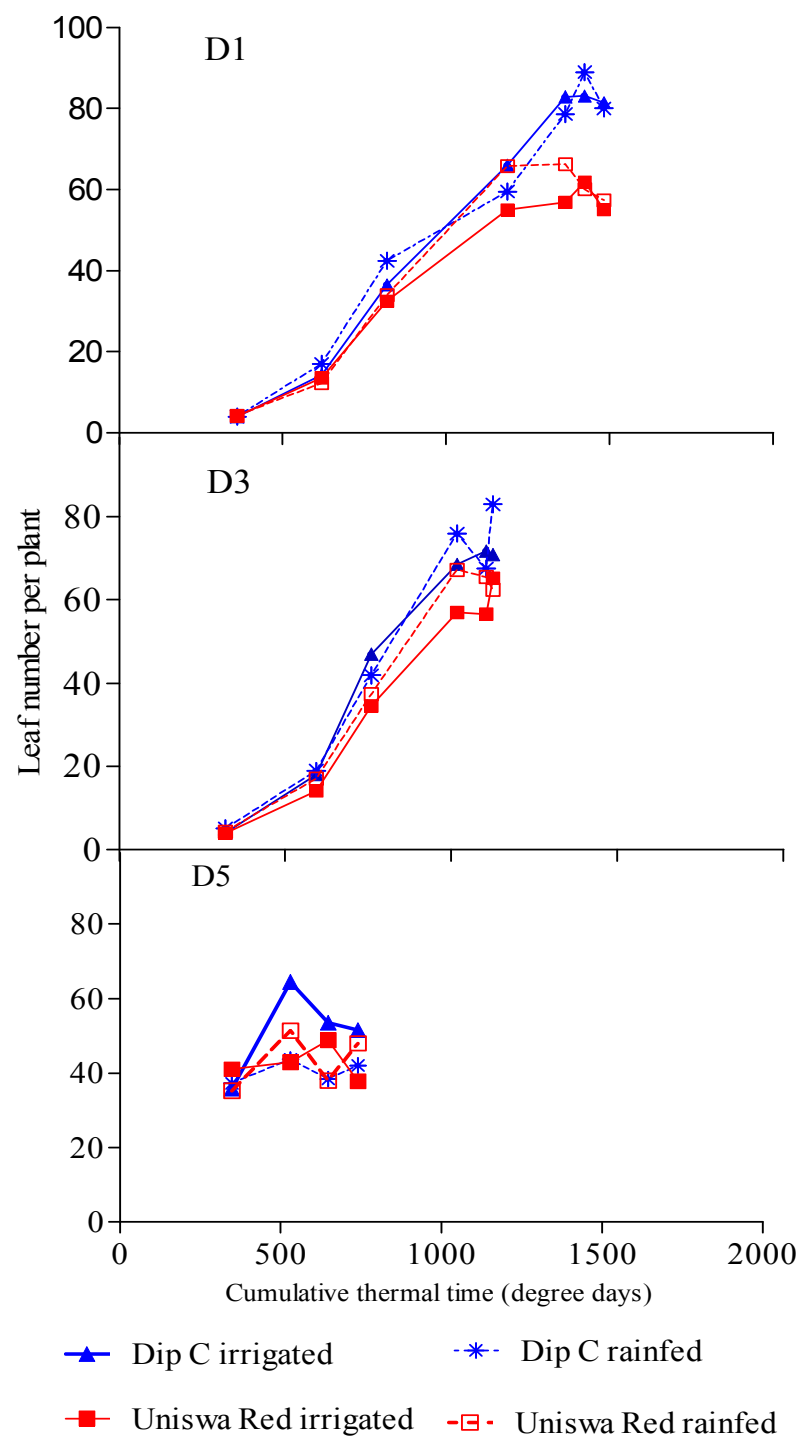 100
D1
80
60
40
20
0
D3
80
60
40
20
0
Leaf number per plant
D5
80
60
40
20
0
0 500 1000 1500 2000
Cumulative thermal time (degree days)
Dip C irrigated Dip C rainfed
Uniswa Red irrigated Uniswa Red rainfed